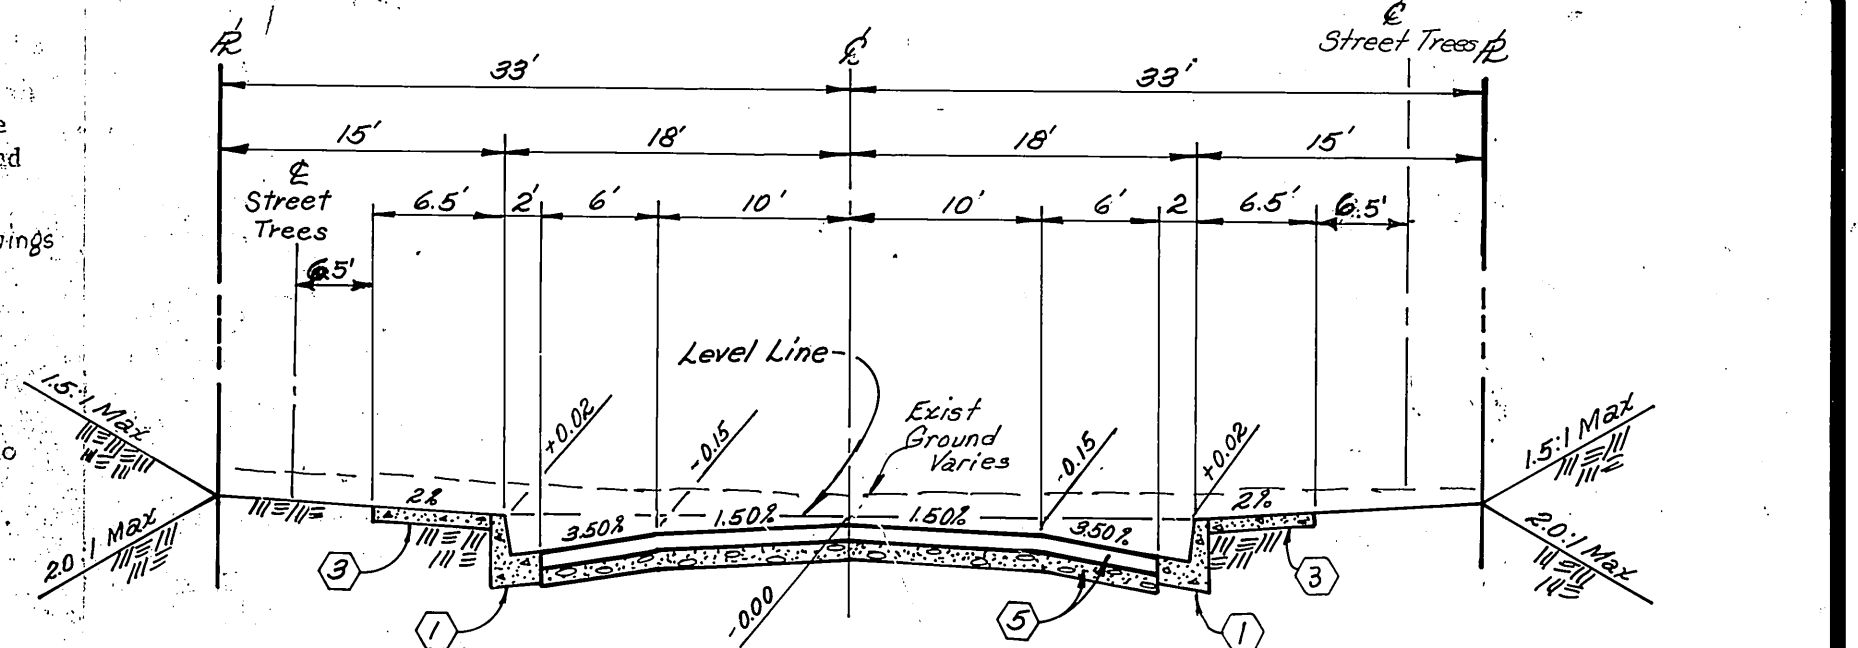 ℄
Street Trees
℄
PL
PL
33'
33'
15'
18'
18'
15'
℄
Street
Trees
6.5'
2'
6'
10'
10'
6'
2
6.5'
6.5'
6.5'
Level Line
Exist
Ground
Varies
1.5:1 Max
2.0:1 Max
+0.02
-0.15
-0.15
+0.02
1.5:1 Max
2.0:1 Max
2%
3.50%
1.50%
1.50%
3.50%
2%
-0.00
3
1
5
1
3
nd